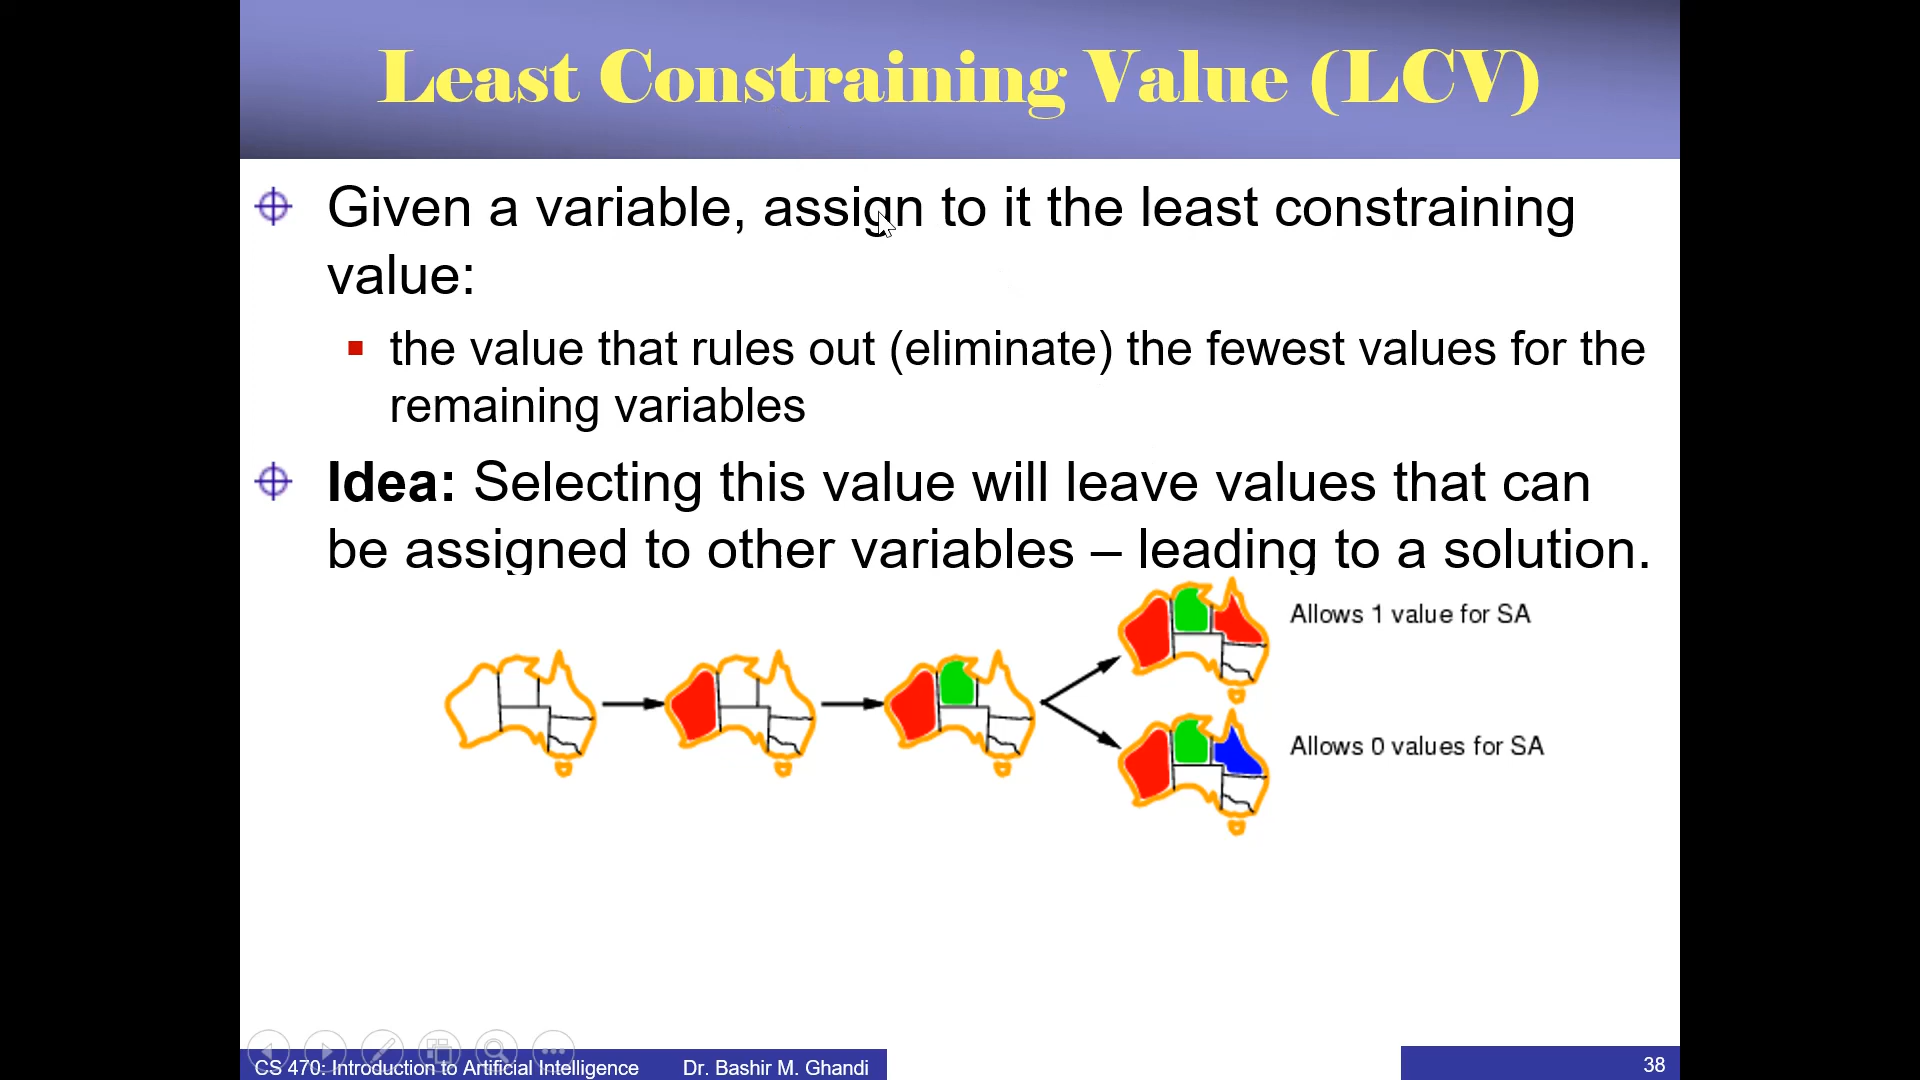 Least Constraining Value (LCV)
Given a variable, assign to it the least constraining
value:
the value that rules out (eliminate) the fewest values for the
remaining variables
Idea: Selecting this value will leave values that can
be assigned to other variables – leading to a solution.
Allows 1 value for SA
Allows 0 values for SA
CS 470: Introduction to Artificial Intelligence Dr. Bashir M. Ghandi
38